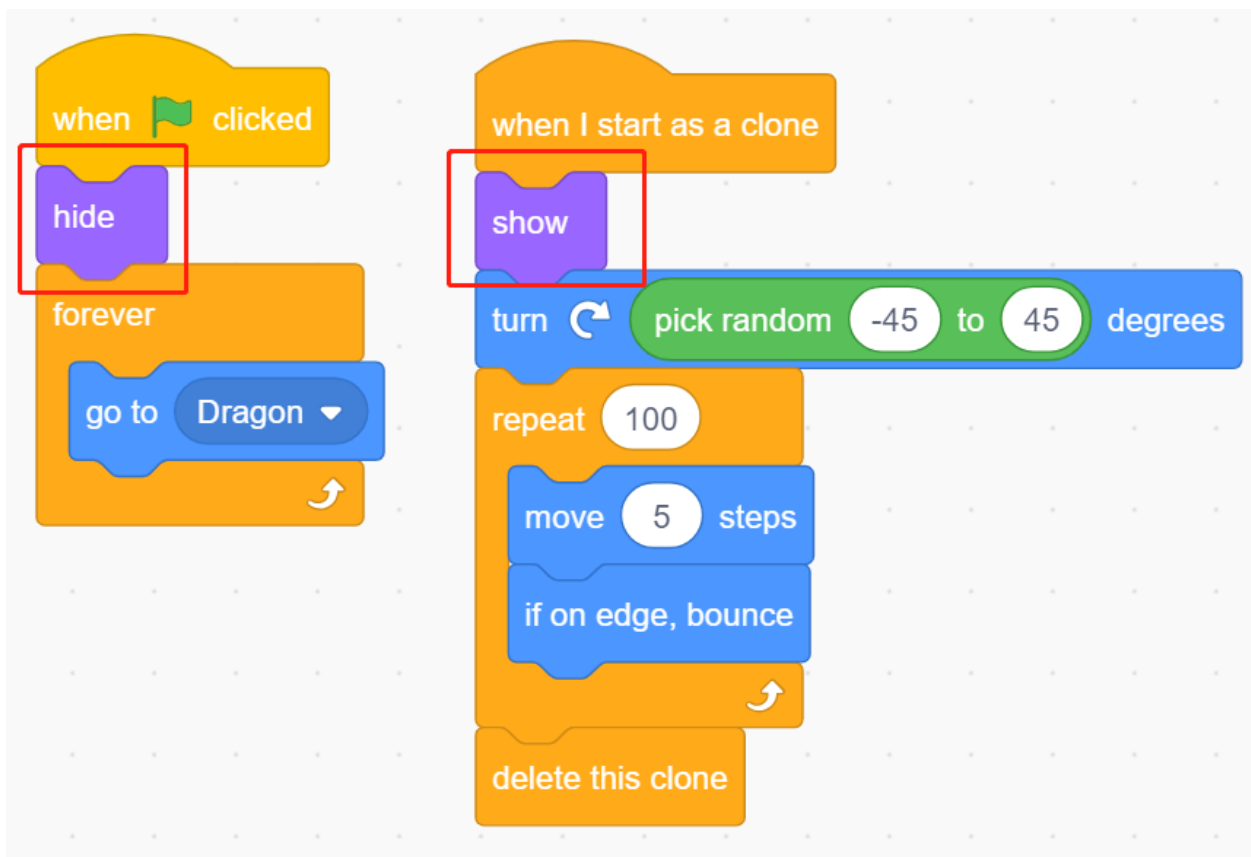 when clicked
hide
forever
go to Dragon
when I start as a clone
show
turn pick random -45 to 45 degrees
repeat 100
move 5 steps
if on edge, bounce
delete this clone